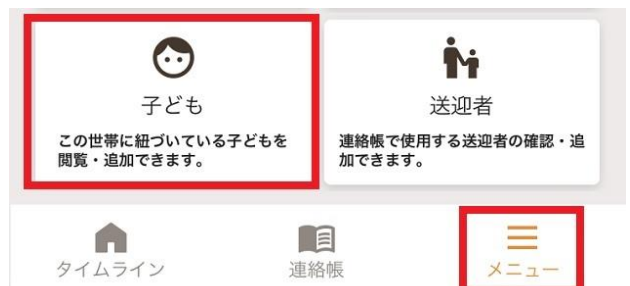 子ども
この世帯に紐づいている子どもを
閲覧・追加できます。
送迎者
連絡帳で使用する送迎者の確認・追
加できます。
タイムライン
連絡帳
メニュー